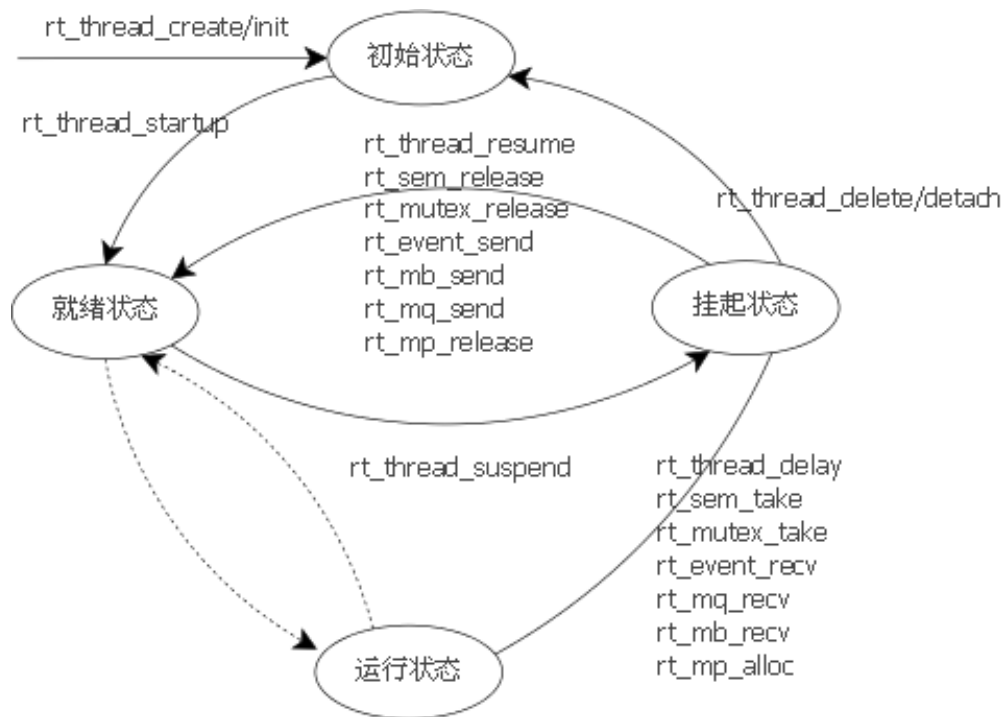 rt_thread_create/init
初始状态
rt_thread_startup
rt_thread_resume
rt_sem_release
rt_mutex_release
rt_event_send
rt_mb_send
rt_mq_send
rt_mp_release
rt_thread_delete/detach
就绪状态
挂起状态
rt_thread_suspend
rt_thread_delay
rt_sem_take
rt_mutex_take
rt_event_recv
rt_mq_recv
rt_mb_recv
rt_mp_alloc
运行状态